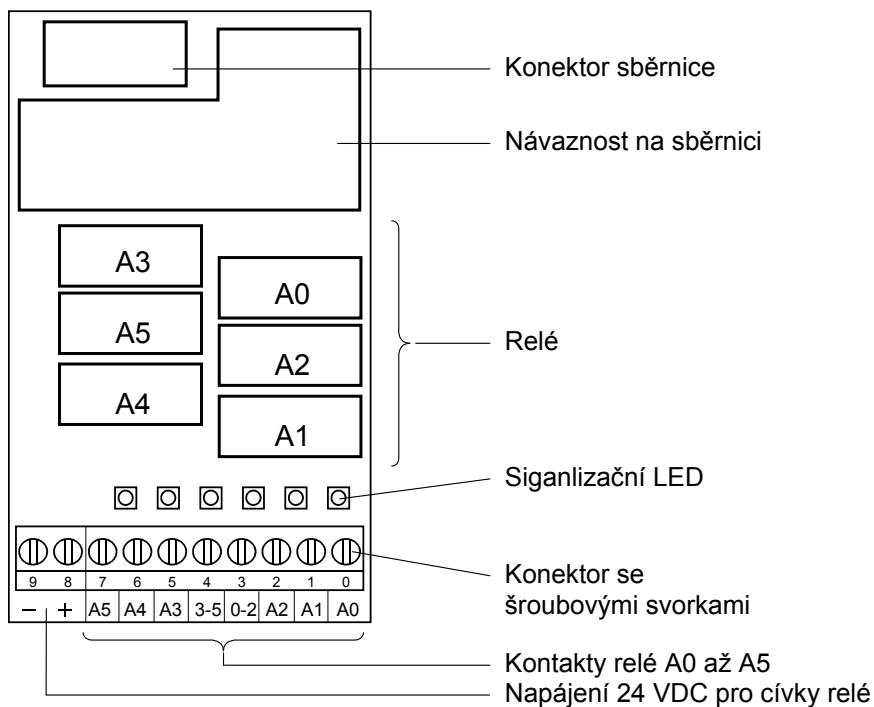 Konektor sběrnice
Návaznost na sběrnici
A3
A0
A5
Relé
A2
A4
A1
Siganlizační LED
9 8 7 6 5 4 3 2 1 0
Konektor se
šroubovými svorkami
− + A5 A4 A3 3-5 0-2 A2 A1 A0
Kontakty relé A0 až A5
Napájení 24 VDC pro cívky relé